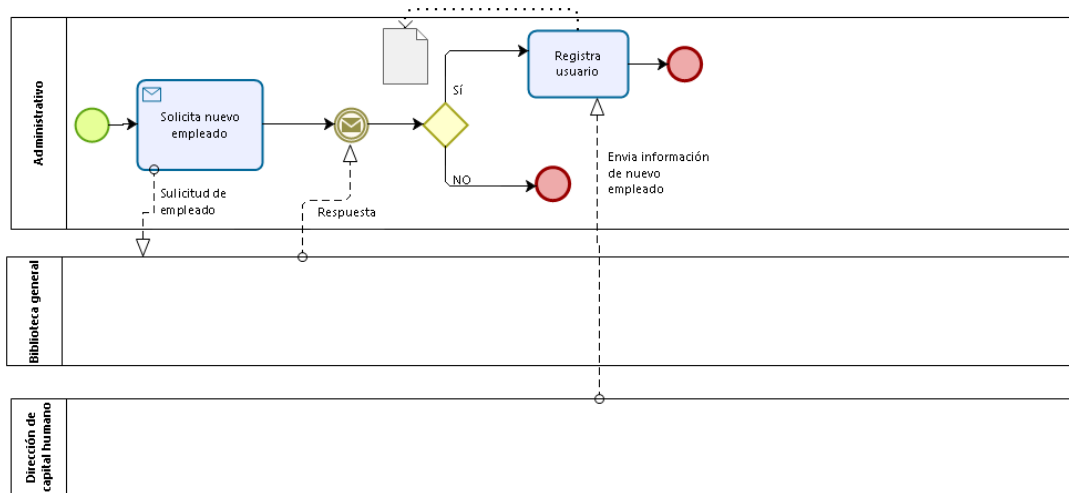 Administrativo
Solicita nuevo
empleado
Sulicitud de
empleado
Respuesta
Sí
NO
Registra
usuario
Envia información
de nuevo
empleado
Biblioteca general
Dirección de
capital humano